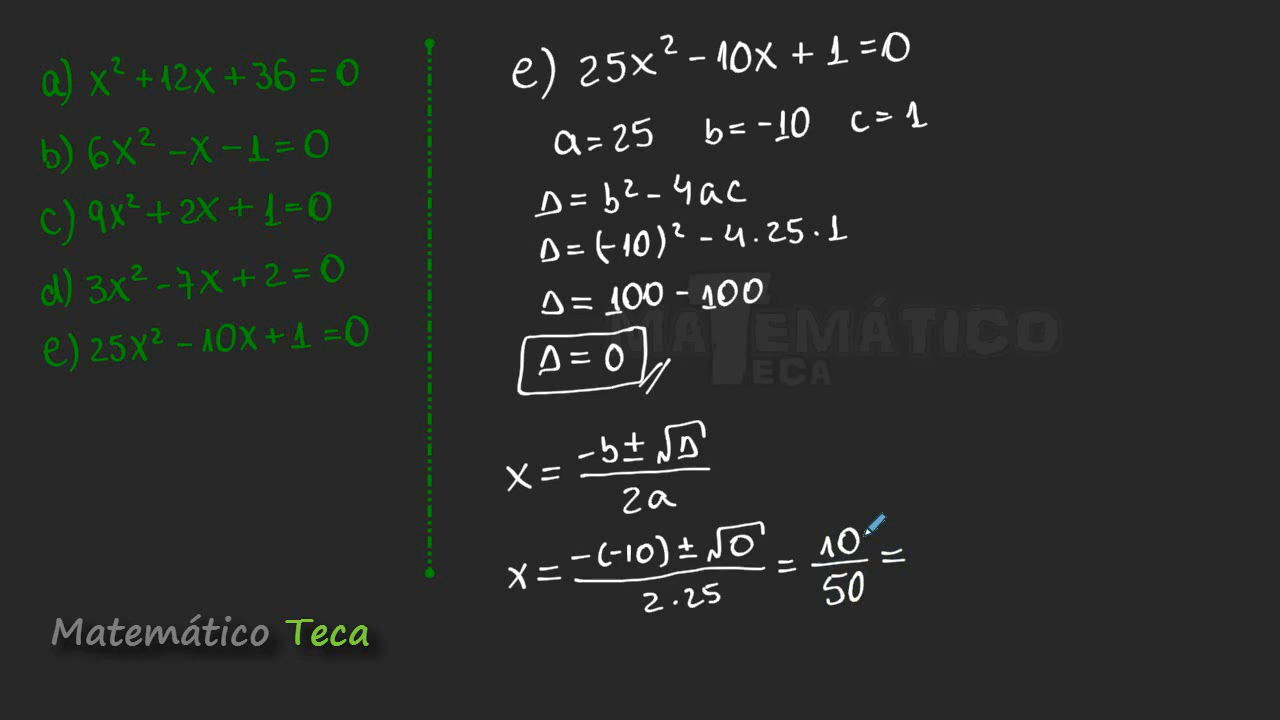 a) x² + 12x + 36 = 0
b) 6x² - x - 1 = 0
c) 9x² + 2x + 1 = 0
d) 3x² - 7x + 2 = 0
e) 25x² - 10x + 1 = 0
e) 25x² - 10x + 1 = 0
a = 25 b = -10 c = 1
Δ = b² - 4ac
Δ = (-10)² - 4.25.1
Δ = 100 - 100
Δ = 0 //
x = (-b ± √Δ) / 2a
x = (-(-10) ± √0) / 2.25 = 10/50 =
MATEMÁTICO
TECA
Matemático Teca